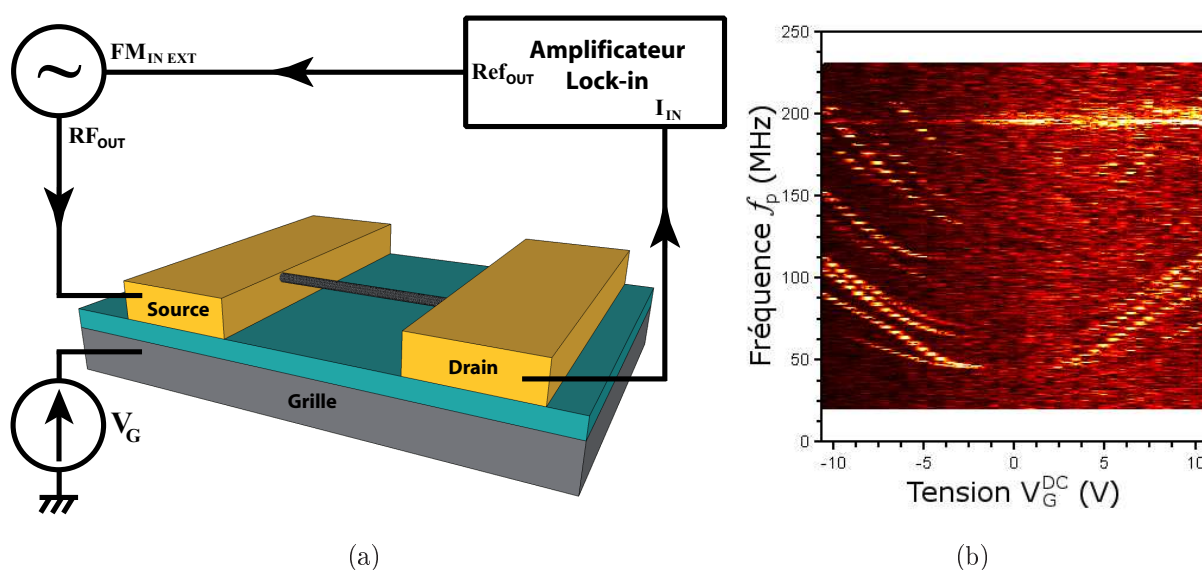 FM_IN EXT
RF_OUT
Amplificateur
Lock-in
Ref_OUT
I_IN
Source
Drain
Grille
V_G
(a)
Fréquence f_p (MHz)
250
200
150
100
50
0
-10
-5
0
5
10
Tension V_G^DC (V)
(b)